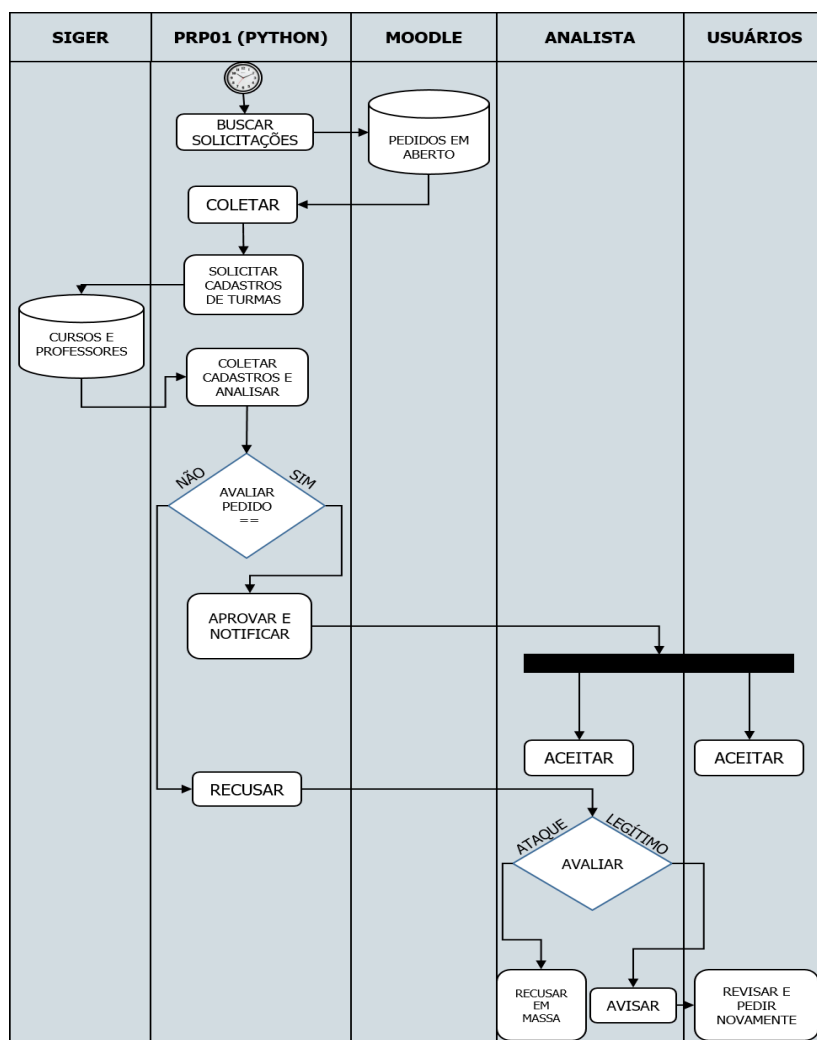 SIGER
PRP01 (PYTHON)
MOODLE
ANALISTA
USUÁRIOS
BUSCAR
SOLICITAÇÕES
PEDIDOS EM
ABERTO
COLETAR
SOLICITAR
CADASTROS
DE TURMAS
CURSOS E
PROFESSORES
COLETAR
CADASTROS E
ANALISAR
NÃO
SIM
AVALIAR
PEDIDO
==
APROVAR E
NOTIFICAR
ACEITAR
ACEITAR
RECUSAR
ATAQUE
LEGÍTIMO
AVALIAR
RECUSAR
EM
MASSA
AVISAR
REVISAR E
PEDIR
NOVAMENTE